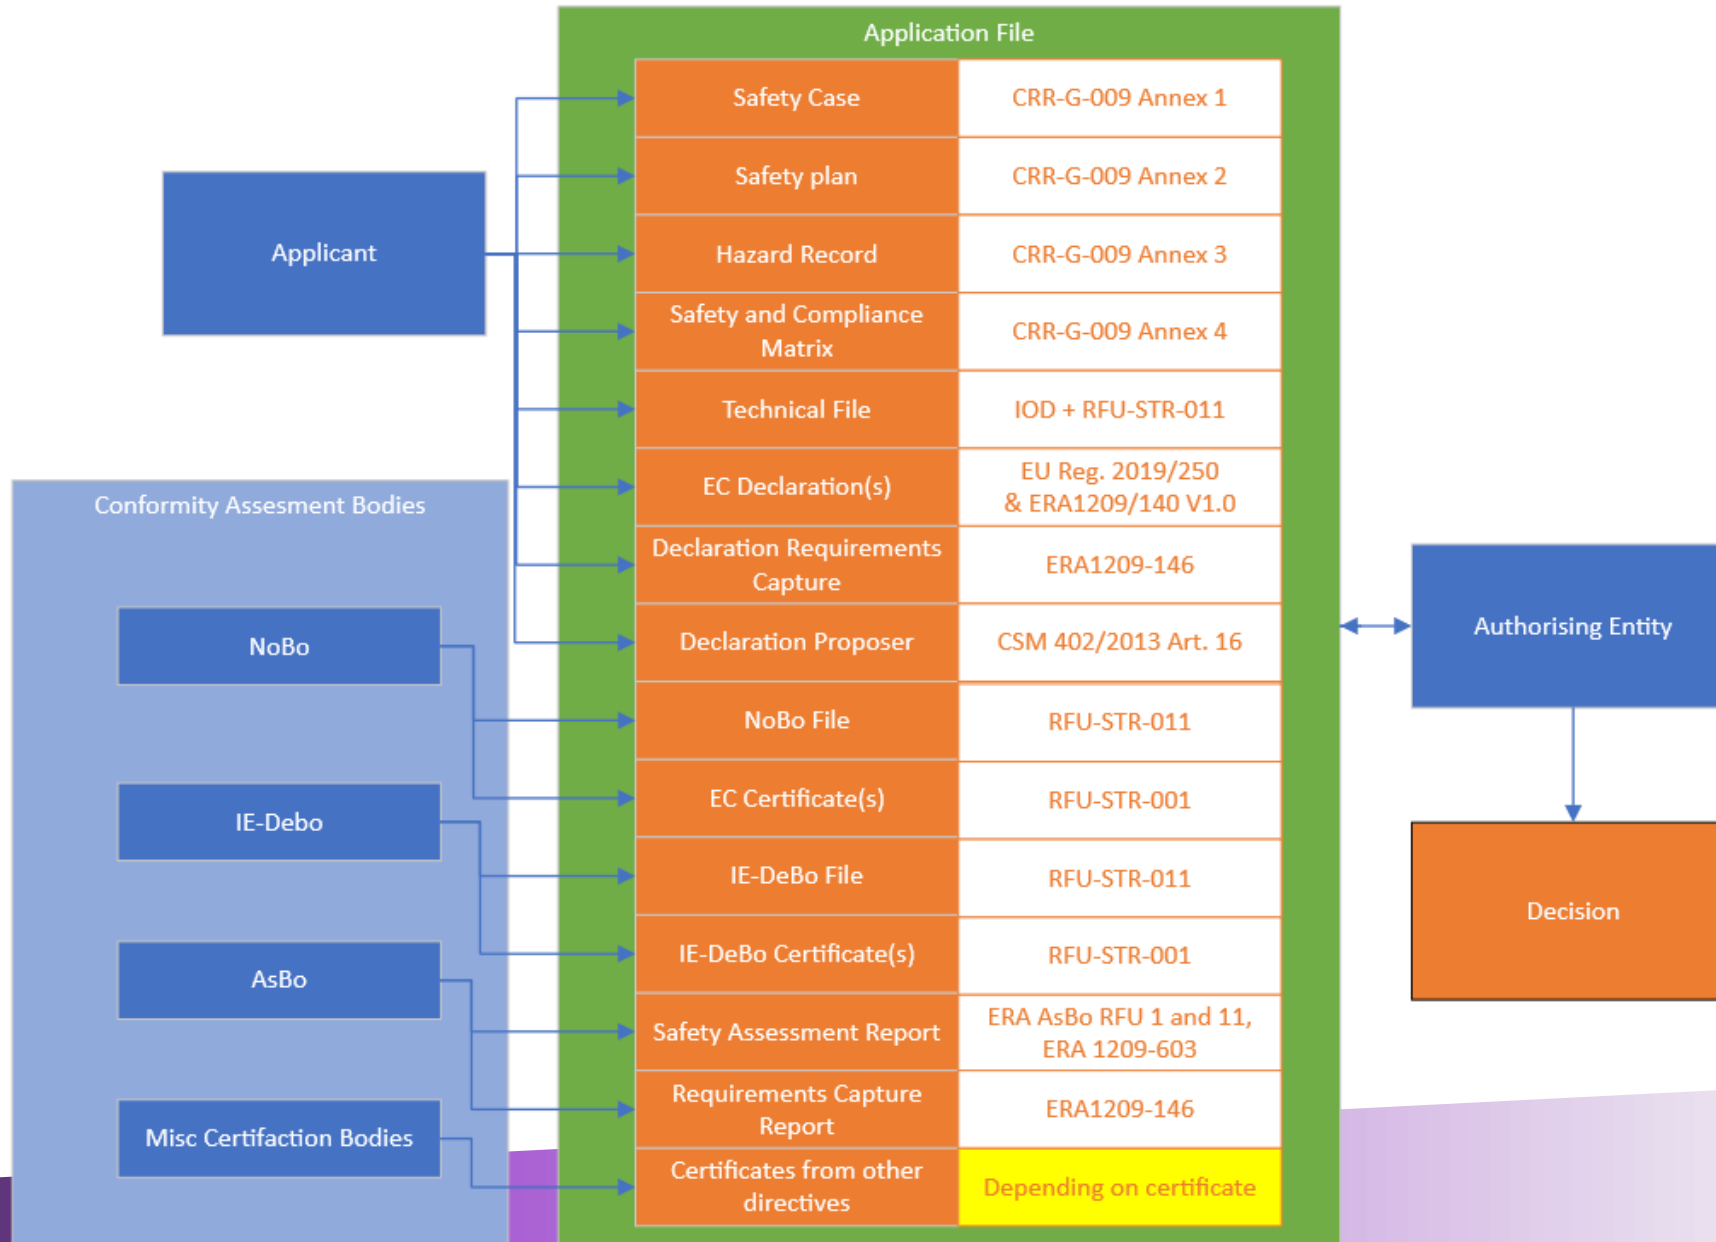 Application File
Safety Case
CRR-G-009 Annex 1
Safety plan
CRR-G-009 Annex 2
Applicant
Hazard Record
CRR-G-009 Annex 3
Safety and Compliance
Matrix
CRR-G-009 Annex 4
Technical File
IOD + RFU-STR-011
Conformity Assesment Bodies
EC Declaration(s)
EU Reg. 2019/250
& ERA1209/140 V1.0
Declaration Requirements
Capture
ERA1209-146
Declaration Proposer
CSM 402/2013 Art. 16
Authorising Entity
NoBo
NoBo File
RFU-STR-011
EC Certificate(s)
RFU-STR-001
IE-Debo
IE-DeBo File
RFU-STR-011
Decision
IE-DeBo Certificate(s)
RFU-STR-001
AsBo
Safety Assessment Report
ERA AsBo RFU 1 and 11,
ERA 1209-603
Requirements Capture
Report
ERA1209-146
Misc Certifaction Bodies
Certificates from other
directives
Depending on certificate